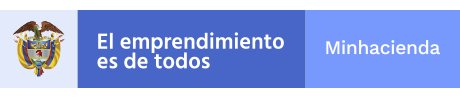 El emprendimiento
es de todos
Minhacienda